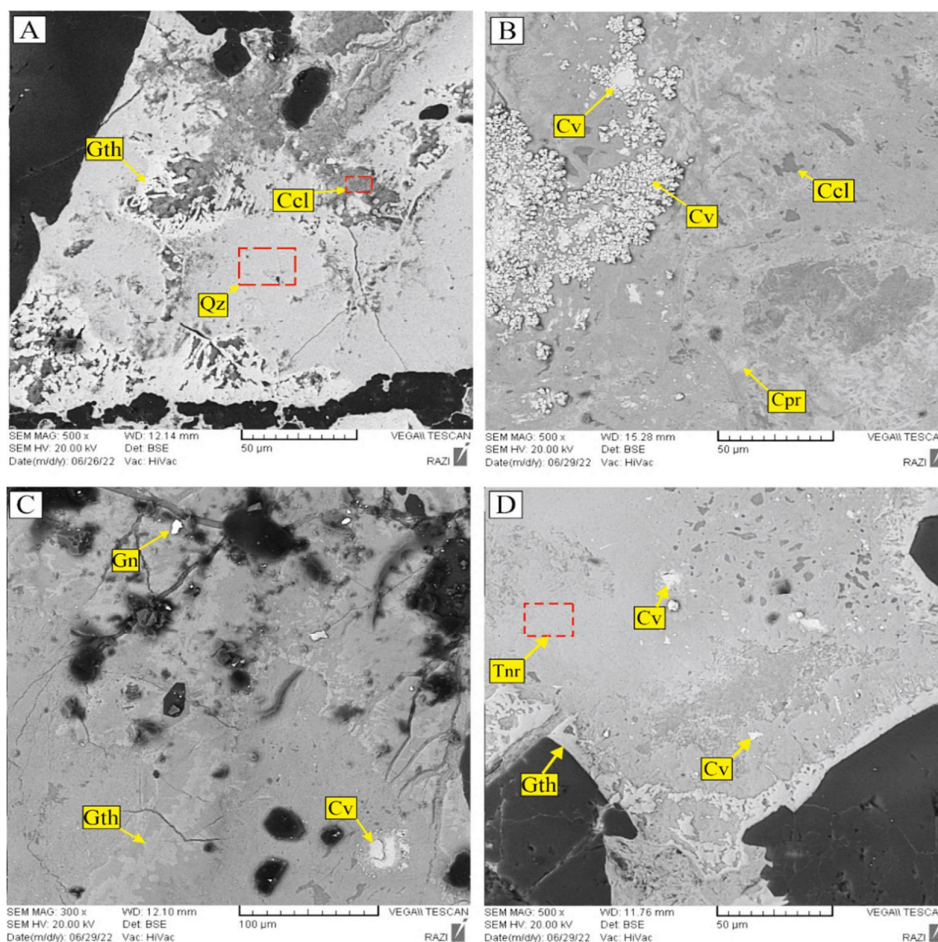 A
Gth
Ccl
Qz
SEM MAG: 500 x WD: 12.14 mm
SEM HV: 20.00 kV Det: BSE 50 µm VEGA\\ TESCAN
Date(m/d/y): 06/26/22 Vac: HiVac RAZI
B
Cv
Cv
Ccl
Cpr
SEM MAG: 500 x WD: 15.28 mm
SEM HV: 20.00 kV Det: BSE 50 µm VEGA\\ TESCAN
Date(m/d/y): 06/29/22 Vac: HiVac RAZI
C
Gn
Gth
Cv
SEM MAG: 300 x WD: 12.10 mm
SEM HV: 20.00 kV Det: BSE 100 µm VEGA\\ TESCAN
Date(m/d/y): 06/29/22 Vac: HiVac RAZI
D
Cv
Tnr
Cv
Gth
SEM MAG: 500 x WD: 11.76 mm
SEM HV: 20.00 kV Det: BSE 50 µm VEGA\\ TESCAN
Date(m/d/y): 06/29/22 Vac: HiVac RAZI